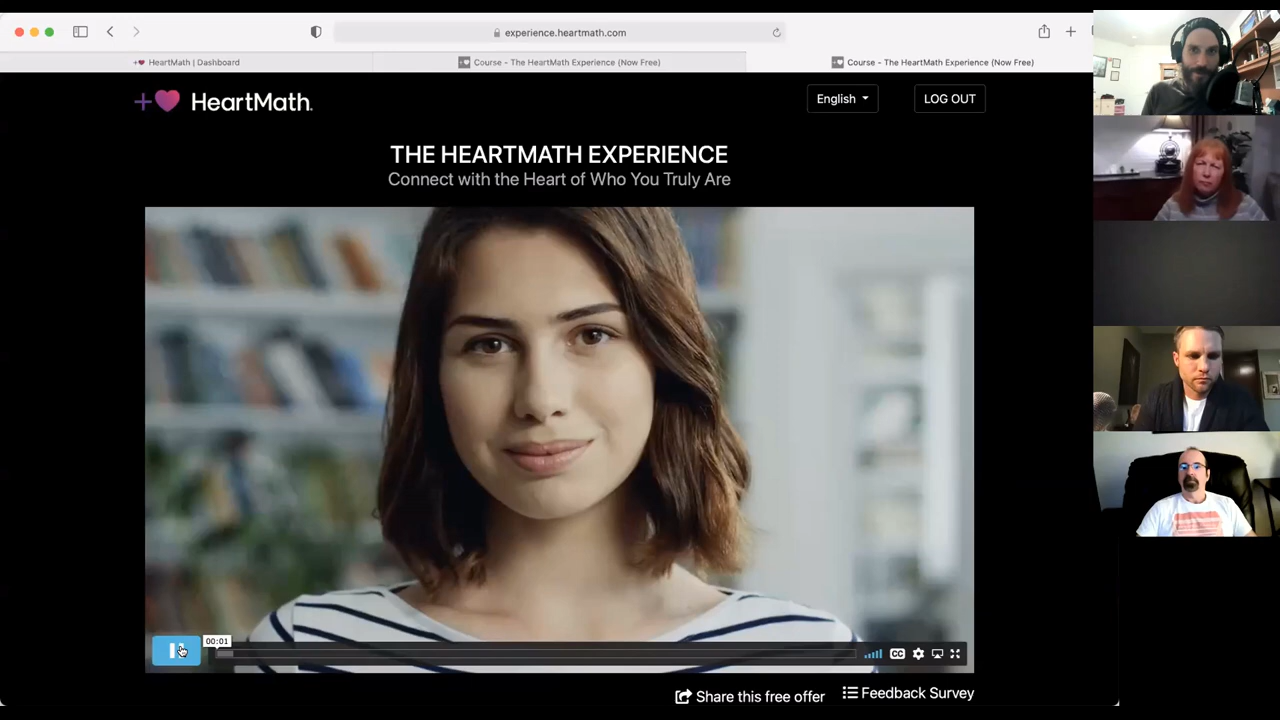 experience.heartmath.com
HeartMath | Dashboard
Course - The HeartMath Experience (Now Free)
Course - The HeartMath Experience (Now Free)
HeartMath.
English
LOG OUT
THE HEARTMATH EXPERIENCE
Connect with the Heart of Who You Truly Are
00:01
CC
Share this free offer
Feedback Survey